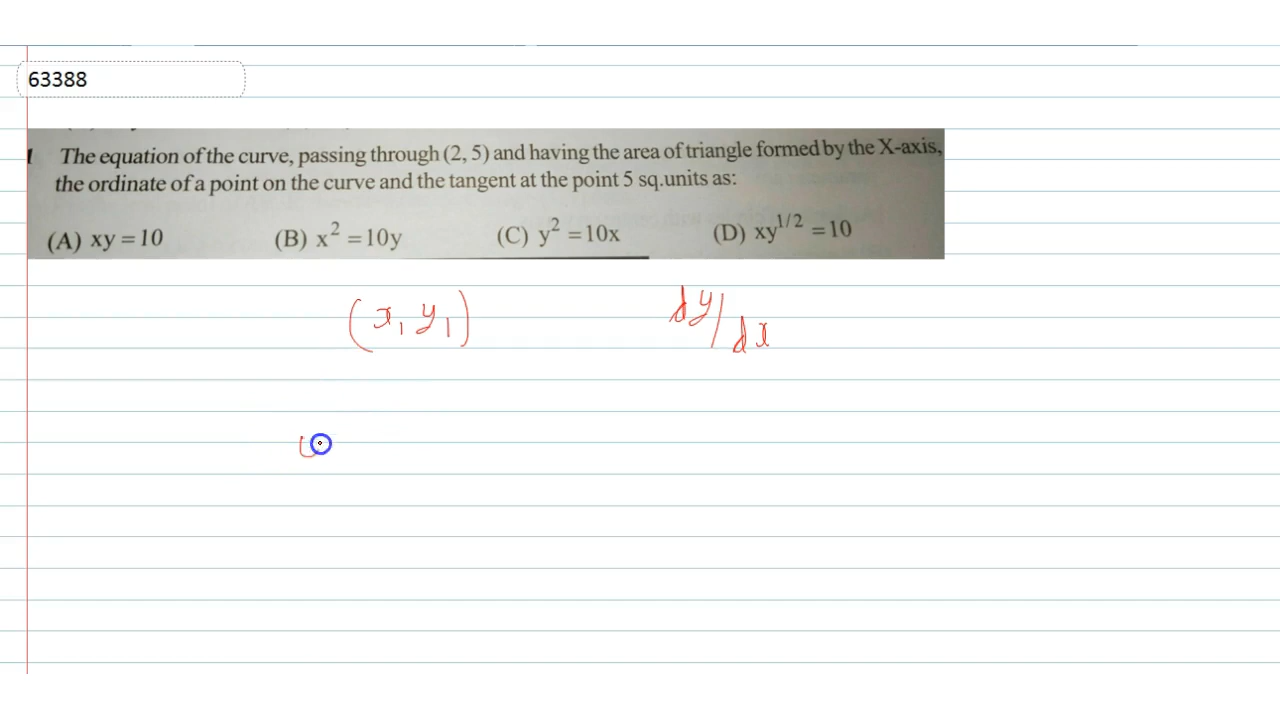 63388
The equation of the curve, passing through (2, 5) and having the area of triangle formed by the X-axis,
the ordinate of a point on the curve and the tangent at the point 5 sq.units as:
(A) xy = 10 (B) x² = 10y (C) y² = 10x (D) xy^1/2 = 10
(x₁ y₁) dy/dx